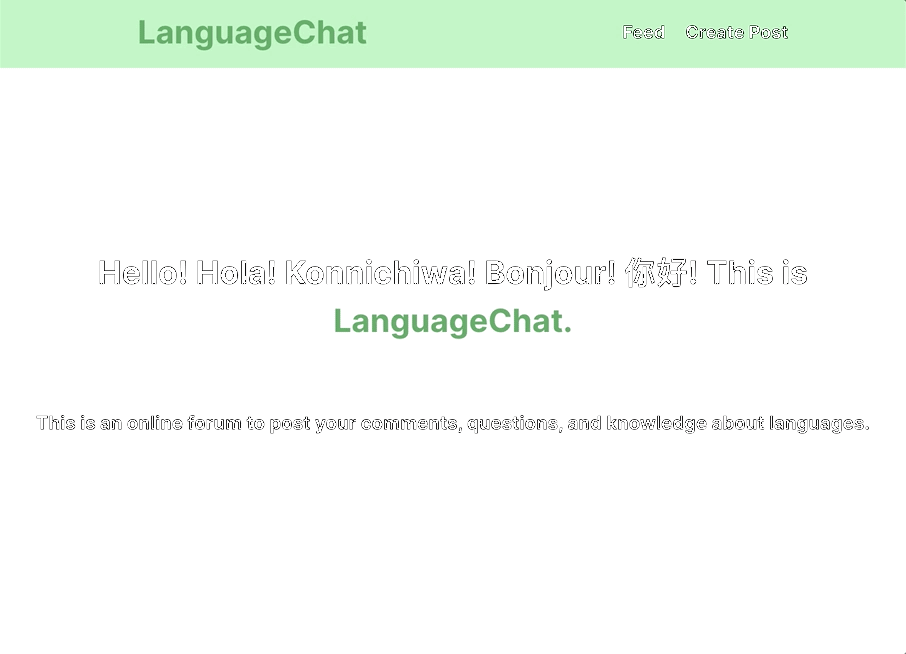 LanguageChat
Feed Create Post
Hello! Hola! Konnichiwa! Bonjour! 你好! This is
LanguageChat.
This is an online forum to post your comments, questions, and knowledge about languages.